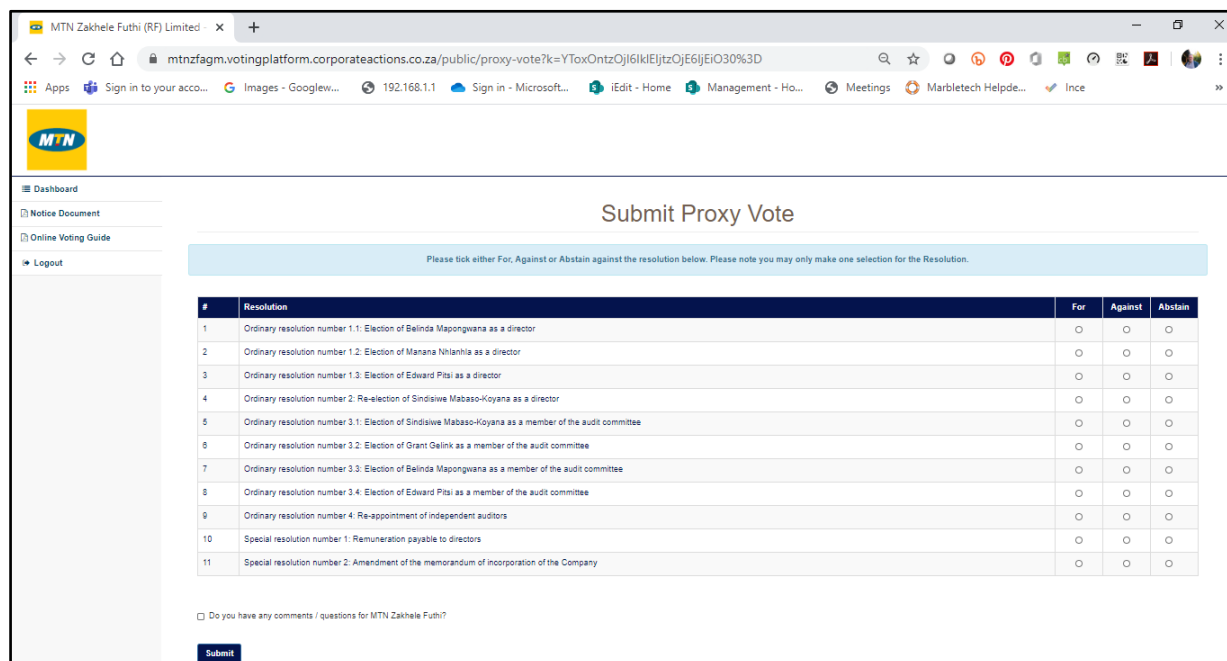 MTN Zakhele Futhi (RF) Limited -
mtnzfagm.votingplatform.corporateactions.co.za/public/proxy-vote?k=YToxOntzOjI6IklEIjtzOjE6IjEiO30%3D
Apps Sign in to your acco... Images - Googlew... 192.168.1.1 Sign in - Microsoft... iEdit - Home Management - Ho... Meetings Marbletech Helpde... Ince »
MTN
Dashboard
Notice Document
Online Voting Guide
Logout
Submit Proxy Vote
Please tick either For, Against or Abstain against the resolution below. Please note you may only make one selection for the Resolution.
# Resolution For Against Abstain
1 Ordinary resolution number 1.1: Election of Belinda Mapongwana as a director
2 Ordinary resolution number 1.2: Election of Manana Nhlanhla as a director
3 Ordinary resolution number 1.3: Election of Edward Pitsi as a director
4 Ordinary resolution number 2: Re-election of Sindisiwe Mabaso-Koyana as a director
5 Ordinary resolution number 3.1: Election of Sindisiwe Mabaso-Koyana as a member of the audit committee
6 Ordinary resolution number 3.2: Election of Grant Gelink as a member of the audit committee
7 Ordinary resolution number 3.3: Election of Belinda Mapongwana as a member of the audit committee
8 Ordinary resolution number 3.4: Election of Edward Pitsi as a member of the audit committee
9 Ordinary resolution number 4: Re-appointment of independent auditors
10 Special resolution number 1: Remuneration payable to directors
11 Special resolution number 2: Amendment of the memorandum of incorporation of the Company
Do you have any comments / questions for MTN Zakhele Futhi?
Submit